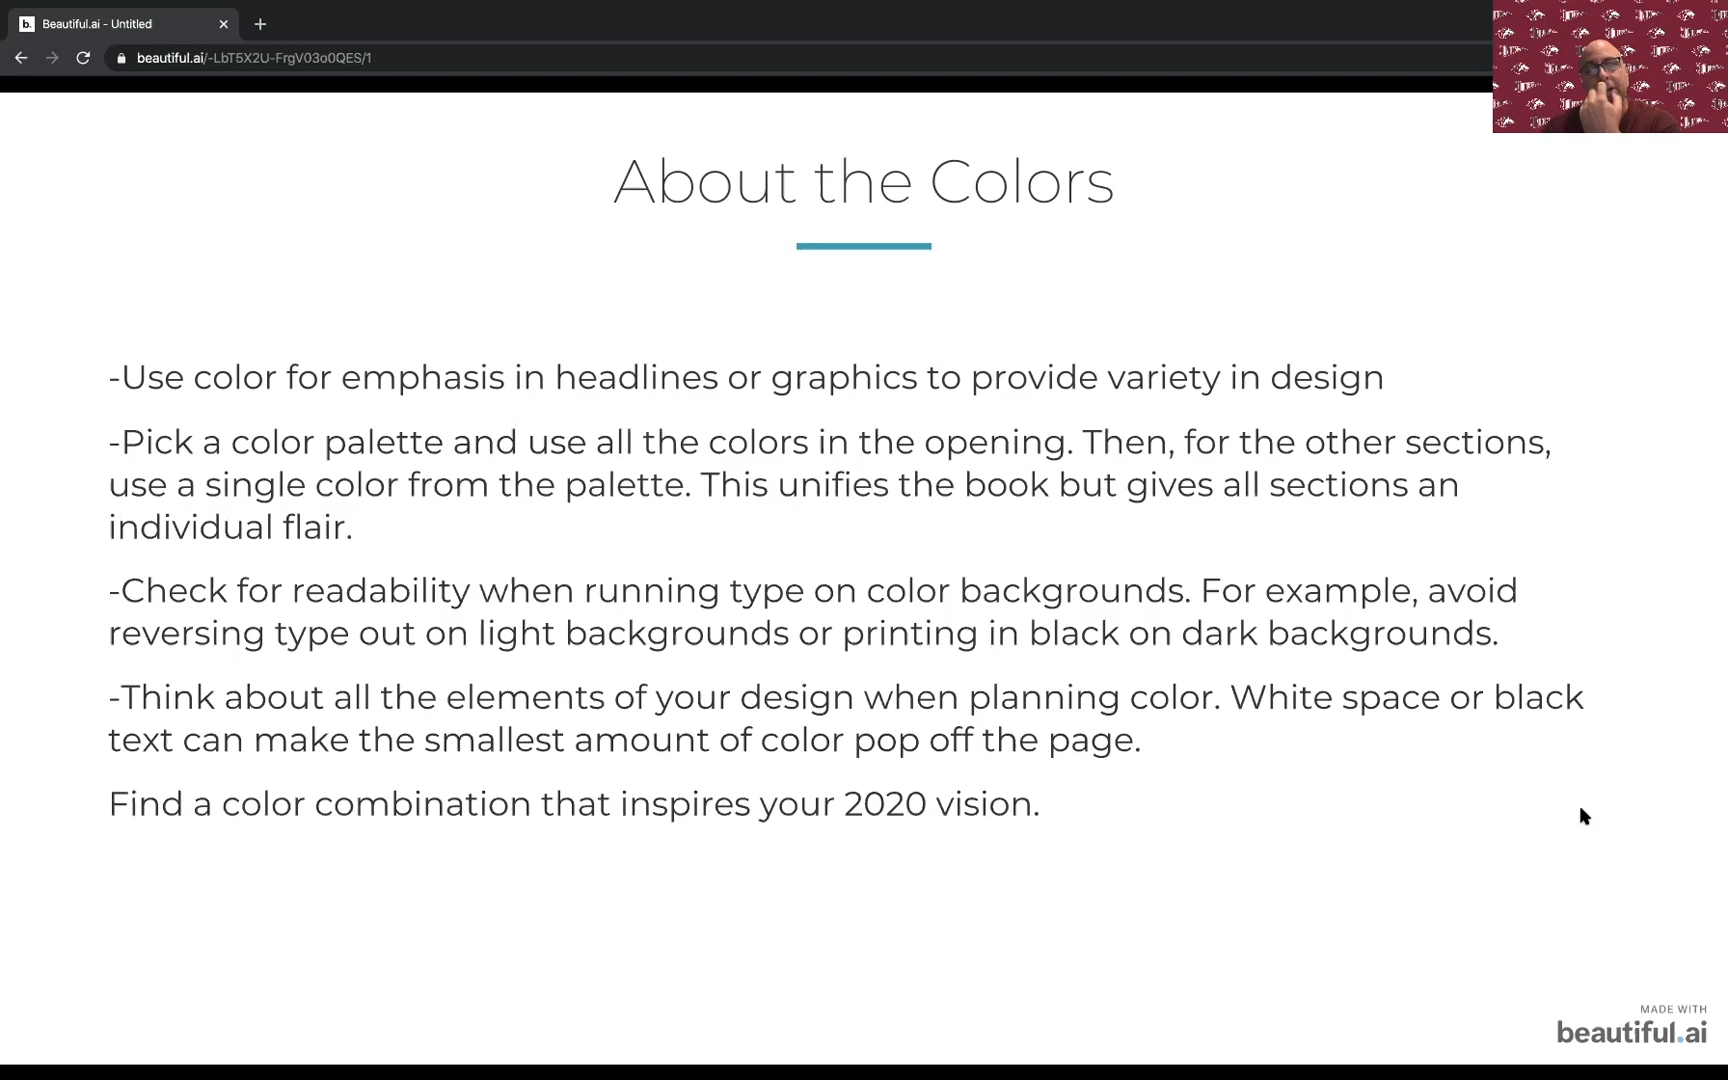 b. Beautiful.ai - Untitled
beautiful.ai/-LbT5X2U-FrgV03o0QES/1
About the Colors
-Use color for emphasis in headlines or graphics to provide variety in design
-Pick a color palette and use all the colors in the opening. Then, for the other sections,
use a single color from the palette. This unifies the book but gives all sections an
individual flair.
-Check for readability when running type on color backgrounds. For example, avoid
reversing type out on light backgrounds or printing in black on dark backgrounds.
-Think about all the elements of your design when planning color. White space or black
text can make the smallest amount of color pop off the page.
Find a color combination that inspires your 2020 vision.
MADE WITH
beautiful.ai